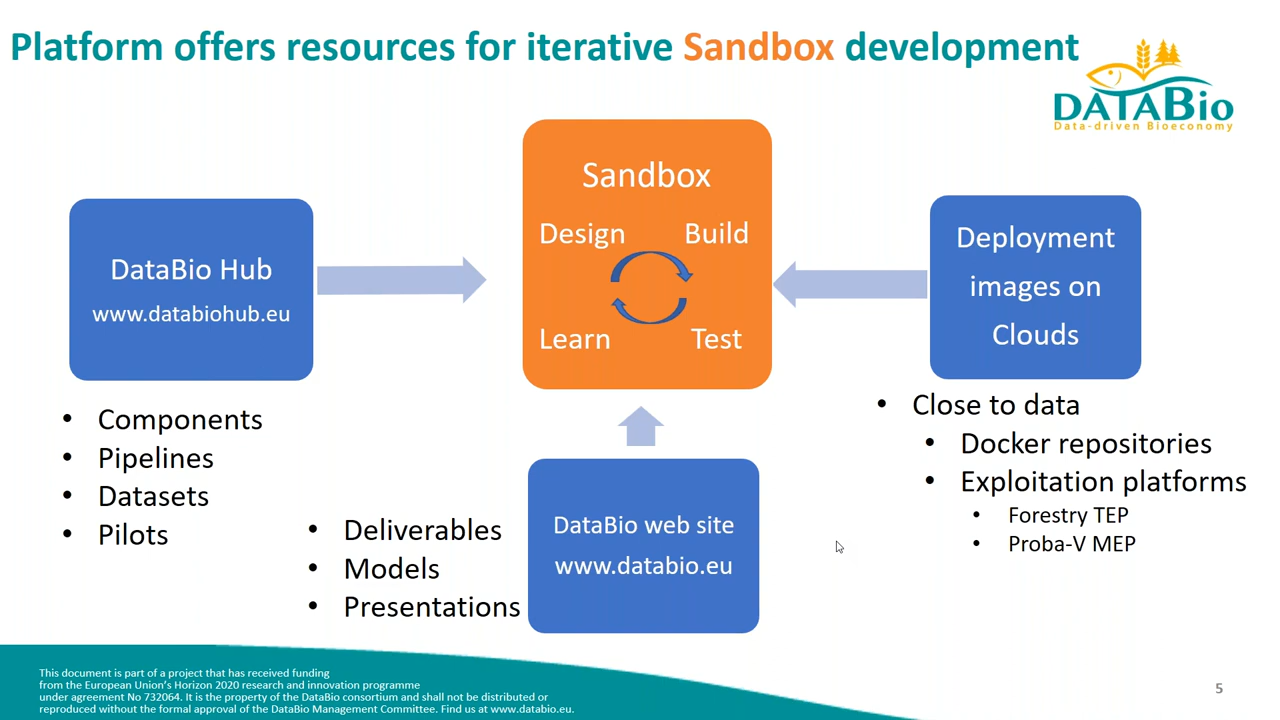 Platform offers resources for iterative Sandbox development
DATABio
Data-driven Bioeconomy
DataBio Hub
www.databiohub.eu
Components
Pipelines
Datasets
Pilots
Sandbox
Design Build
Learn Test
Deliverables
Models
Presentations
DataBio web site
www.databio.eu
Deployment
images on
Clouds
Close to data
Docker repositories
Exploitation platforms
Forestry TEP
Proba-V MEP
This document is part of a project that has received funding
from the European Union's Horizon 2020 research and innovation programme
under agreement No 732064. It is the property of the DataBio consortium and shall not be distributed or
reproduced without the formal approval of the DataBio Management Committee. Find us at www.databio.eu.
5